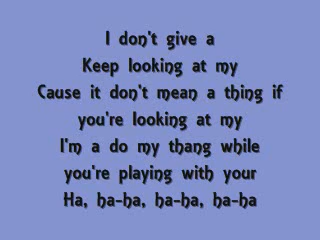 I don't give a
Keep looking at my
Cause it don't mean a thing if
you're looking at my
I'm a do my thang while
you're playing with your
Ha, ha-ha, ha-ha, ha-ha